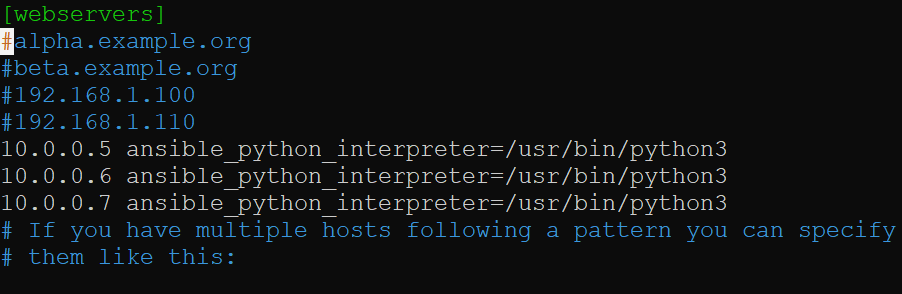 [webservers]
#alpha.example.org
#beta.example.org
#192.168.1.100
#192.168.1.110
10.0.0.5 ansible_python_interpreter=/usr/bin/python3
10.0.0.6 ansible_python_interpreter=/usr/bin/python3
10.0.0.7 ansible_python_interpreter=/usr/bin/python3
# If you have multiple hosts following a pattern you can specify
# them like this: